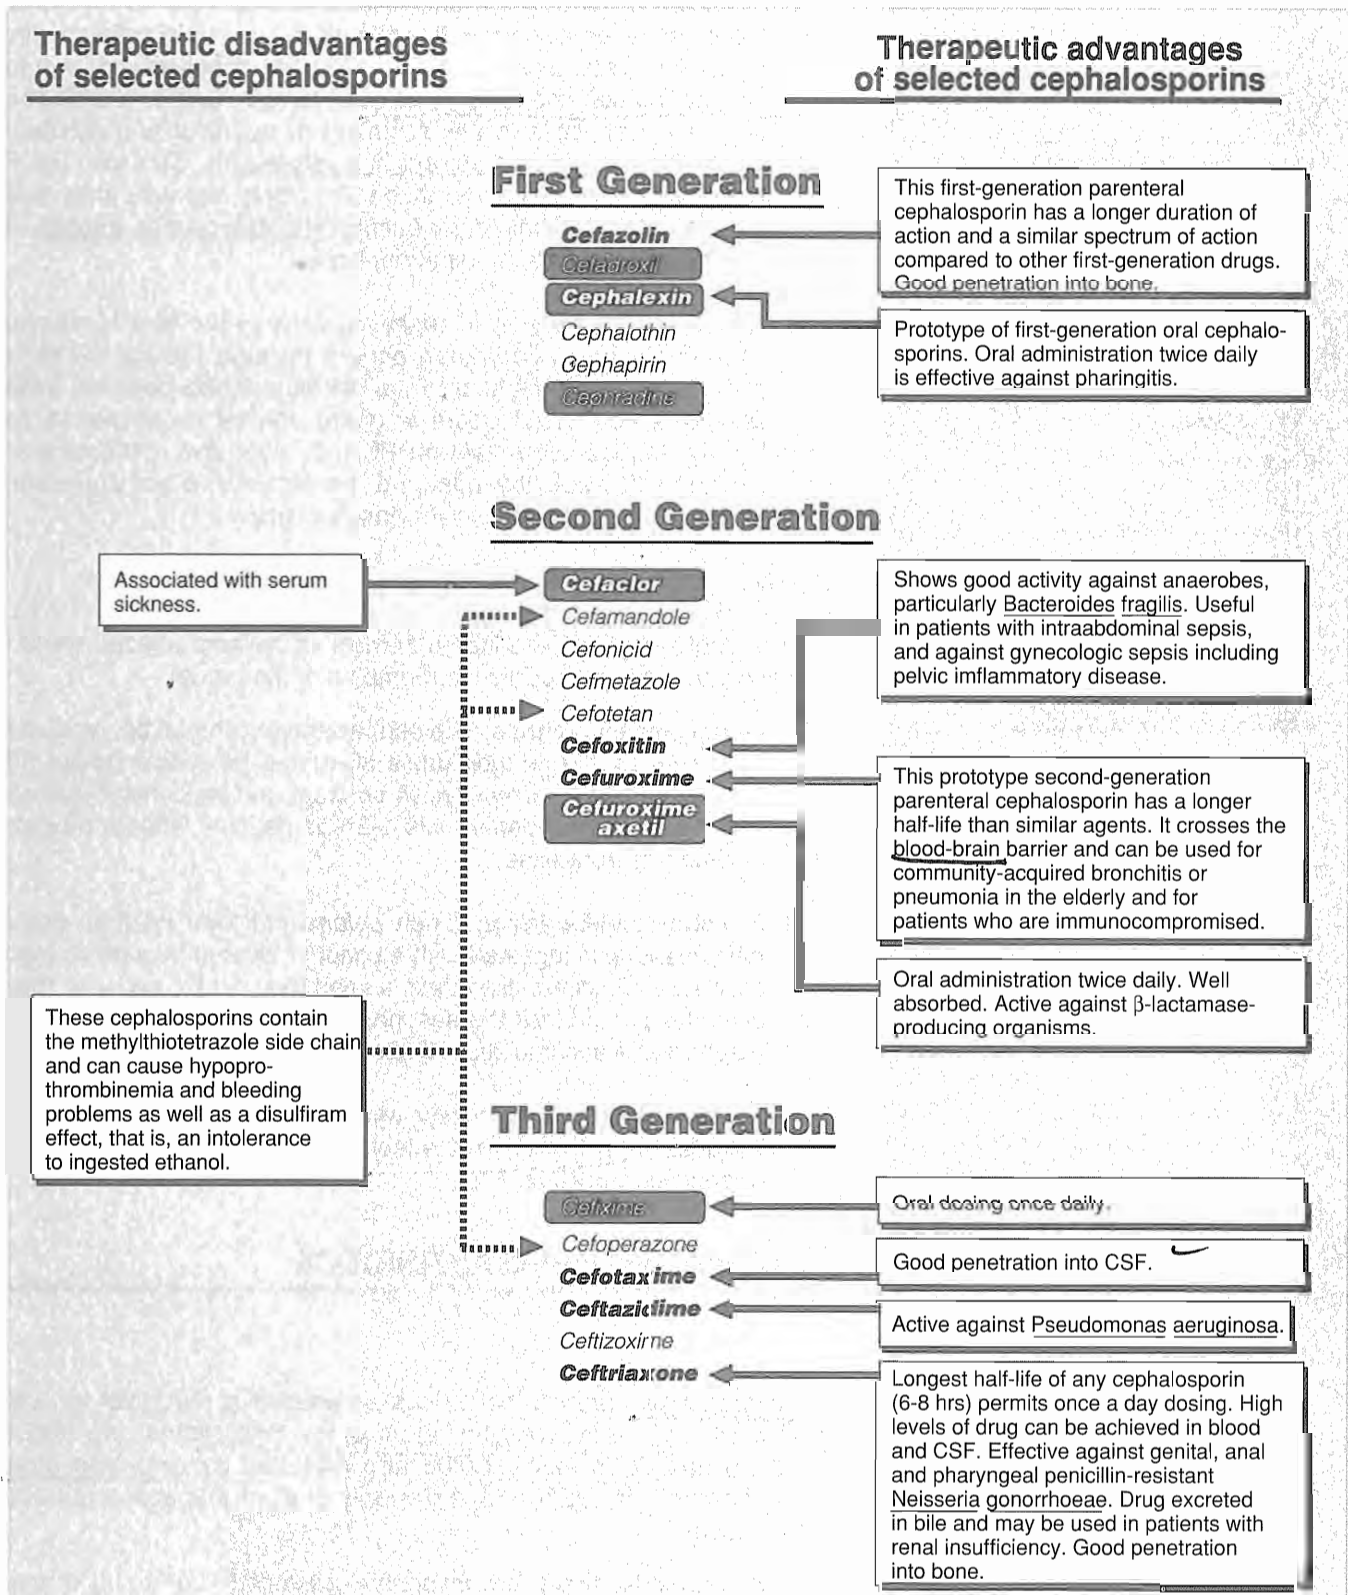 Therapeutic disadvantages
of selected cephalosporins
Therapeutic advantages
of selected cephalosporins
First Generation
Cefazolin
Cefadroxil
Cephalexin
Cephalothin
Cephapirin
Cephradine
This first-generation parenteral
cephalosporin has a longer duration of
action and a similar spectrum of action
compared to other first-generation drugs.
Good penetration into bone.
Prototype of first-generation oral cephalo-
sporins. Oral administration twice daily
is effective against pharingitis.
Second Generation
Associated with serum
sickness.
Cefaclor
Cefamandole
Cefonicid
Cefmetazole
Cefotetan
Cefoxitin
Cefuroxime
Cefuroxime
axetil
Shows good activity against anaerobes,
particularly Bacteroides fragilis. Useful
in patients with intraabdominal sepsis,
and against gynecologic sepsis including
pelvic imflammatory disease.
This prototype second-generation
parenteral cephalosporin has a longer
half-life than similar agents. It crosses the
blood-brain barrier and can be used for
community-acquired bronchitis or
pneumonia in the elderly and for
patients who are immunocompromised.
Oral administration twice daily. Well
absorbed. Active against β-lactamase-
producing organisms.
These cephalosporins contain
the methylthiotetrazole side chain
and can cause hypopro-
thrombinemia and bleeding
problems as well as a disulfiram
effect, that is, an intolerance
to ingested ethanol.
Third Generation
Cefixime
Cefoperazone
Cefotaxime
Ceftazidime
Ceftizoxime
Ceftriaxone
Oral dosing once daily.
Good penetration into CSF.
Active against Pseudomonas aeruginosa.
Longest half-life of any cephalosporin
(6-8 hrs) permits once a day dosing. High
levels of drug can be achieved in blood
and CSF. Effective against genital, anal
and pharyngeal penicillin-resistant
Neisseria gonorrhoeae. Drug excreted
in bile and may be used in patients with
renal insufficiency. Good penetration
into bone.